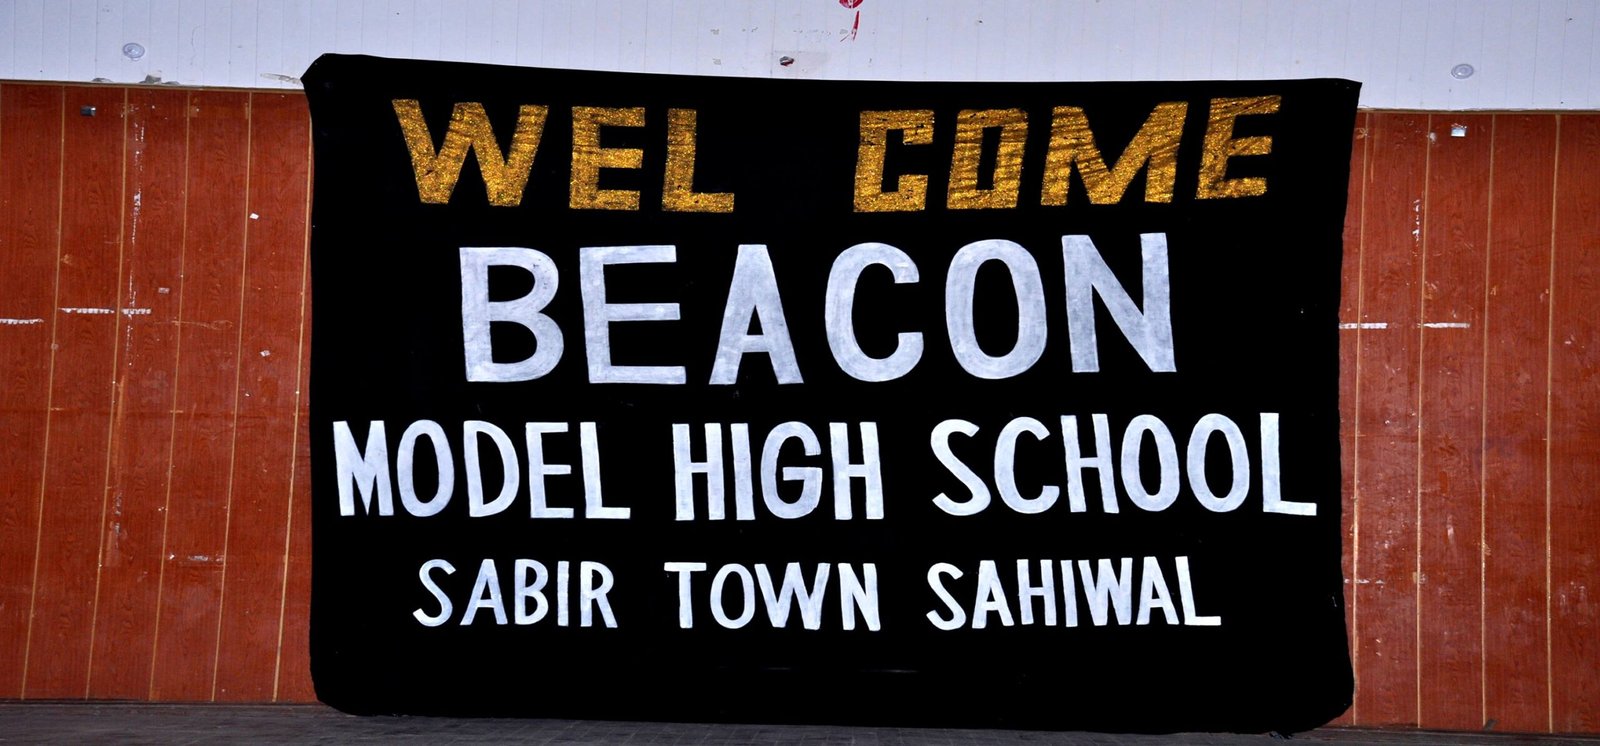 WEL COME
BEACON
MODEL HIGH SCHOOL
SABIR TOWN SAHIWAL